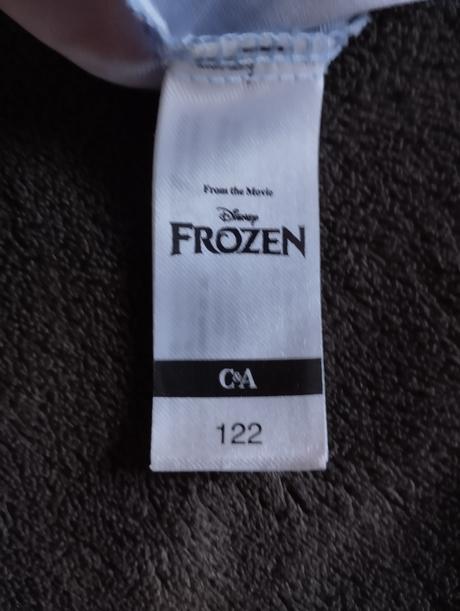 From the Movie
Disney
FROZEN
C&A
122